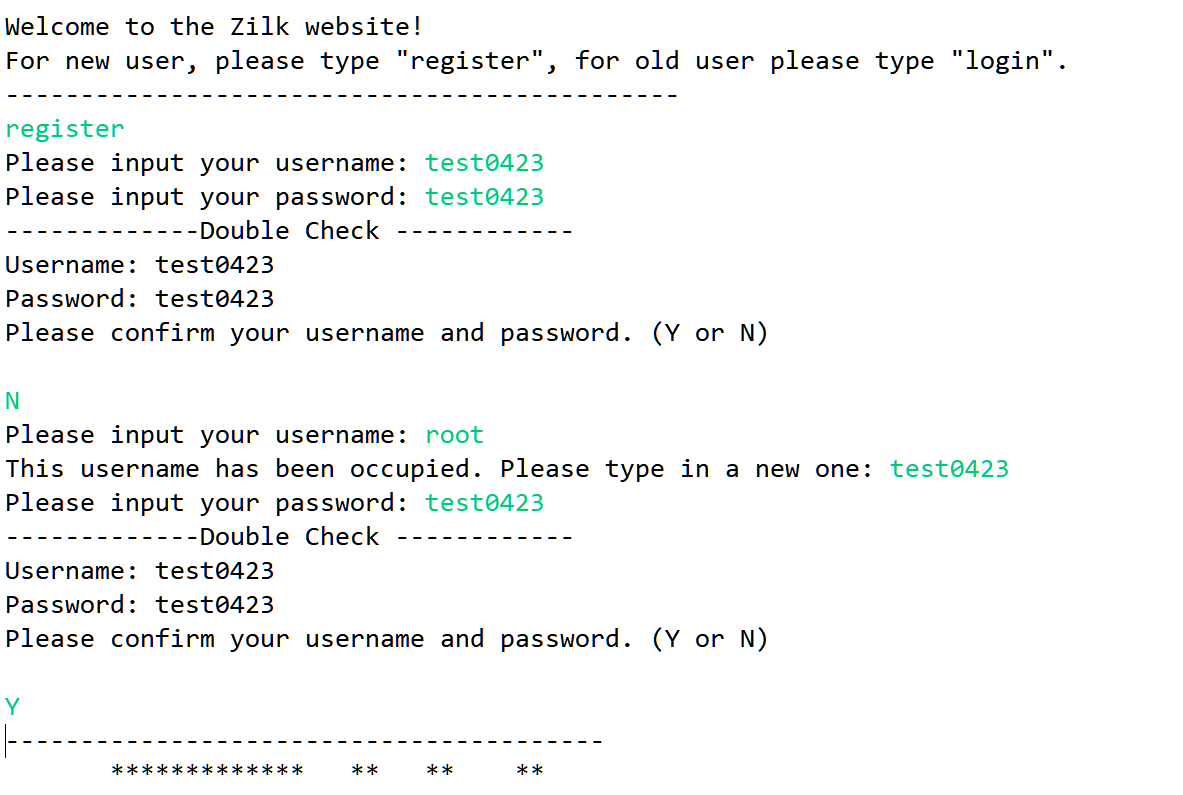 Welcome to the Zilk website!
For new user, please type "register", for old user please type "login".
---------------------------------------------
register
Please input your username: test0423
Please input your password: test0423
-------------Double Check ------------
Username: test0423
Password: test0423
Please confirm your username and password. (Y or N)
N
Please input your username: root
This username has been occupied. Please type in a new one: test0423
Please input your password: test0423
-------------Double Check ------------
Username: test0423
Password: test0423
Please confirm your username and password. (Y or N)
Y
----------------------------------------
       *************   **   **    **